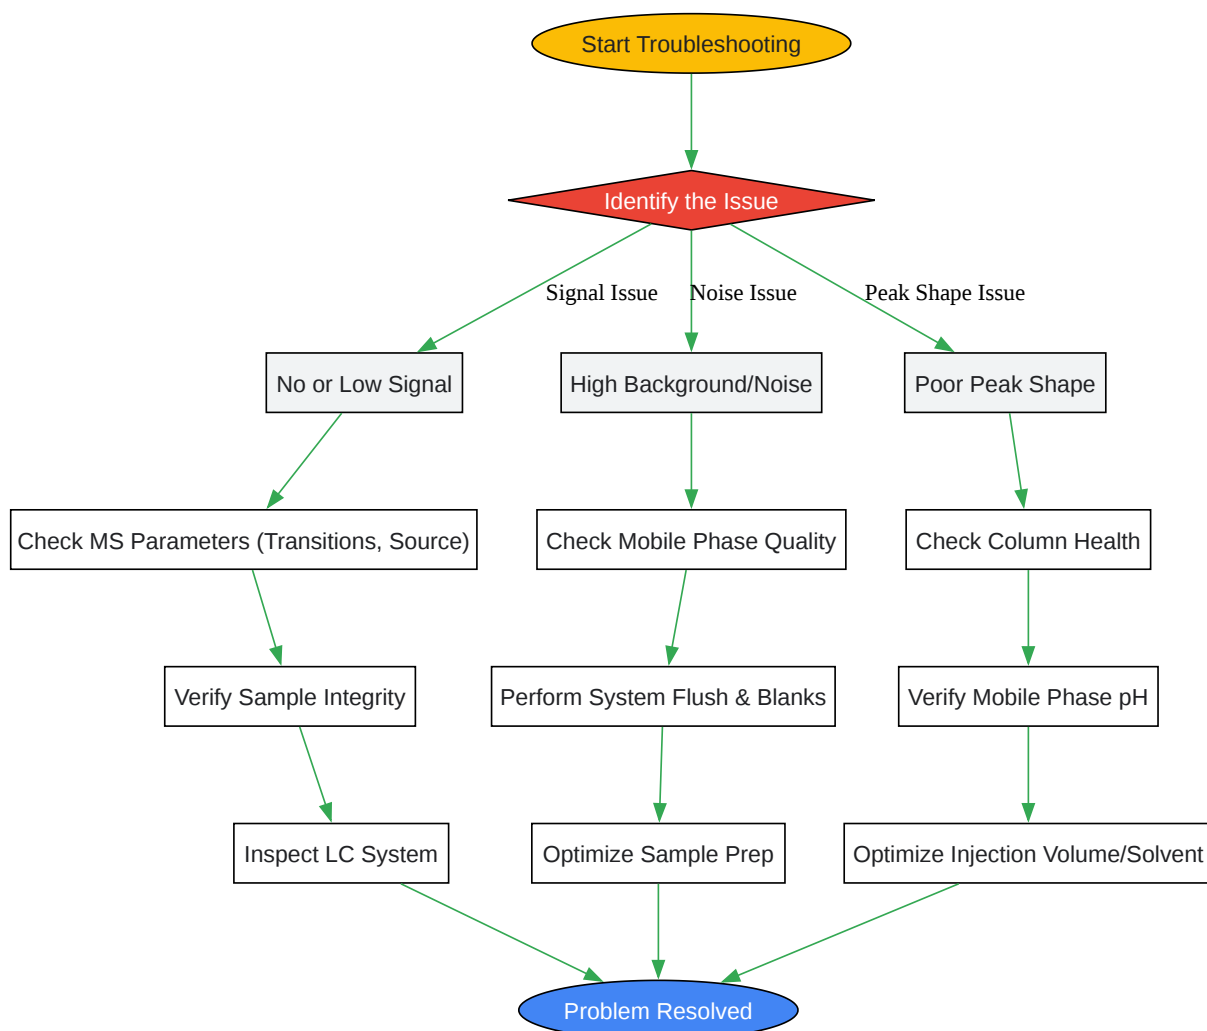 Start Troubleshooting
Identify the Issue
Signal Issue
Noise Issue
Peak Shape Issue
No or Low Signal
High Background/Noise
Poor Peak Shape
Check MS Parameters (Transitions, Source)
Check Mobile Phase Quality
Check Column Health
Verify Sample Integrity
Perform System Flush & Blanks
Verify Mobile Phase pH
Inspect LC System
Optimize Sample Prep
Optimize Injection Volume/Solvent
Problem Resolved